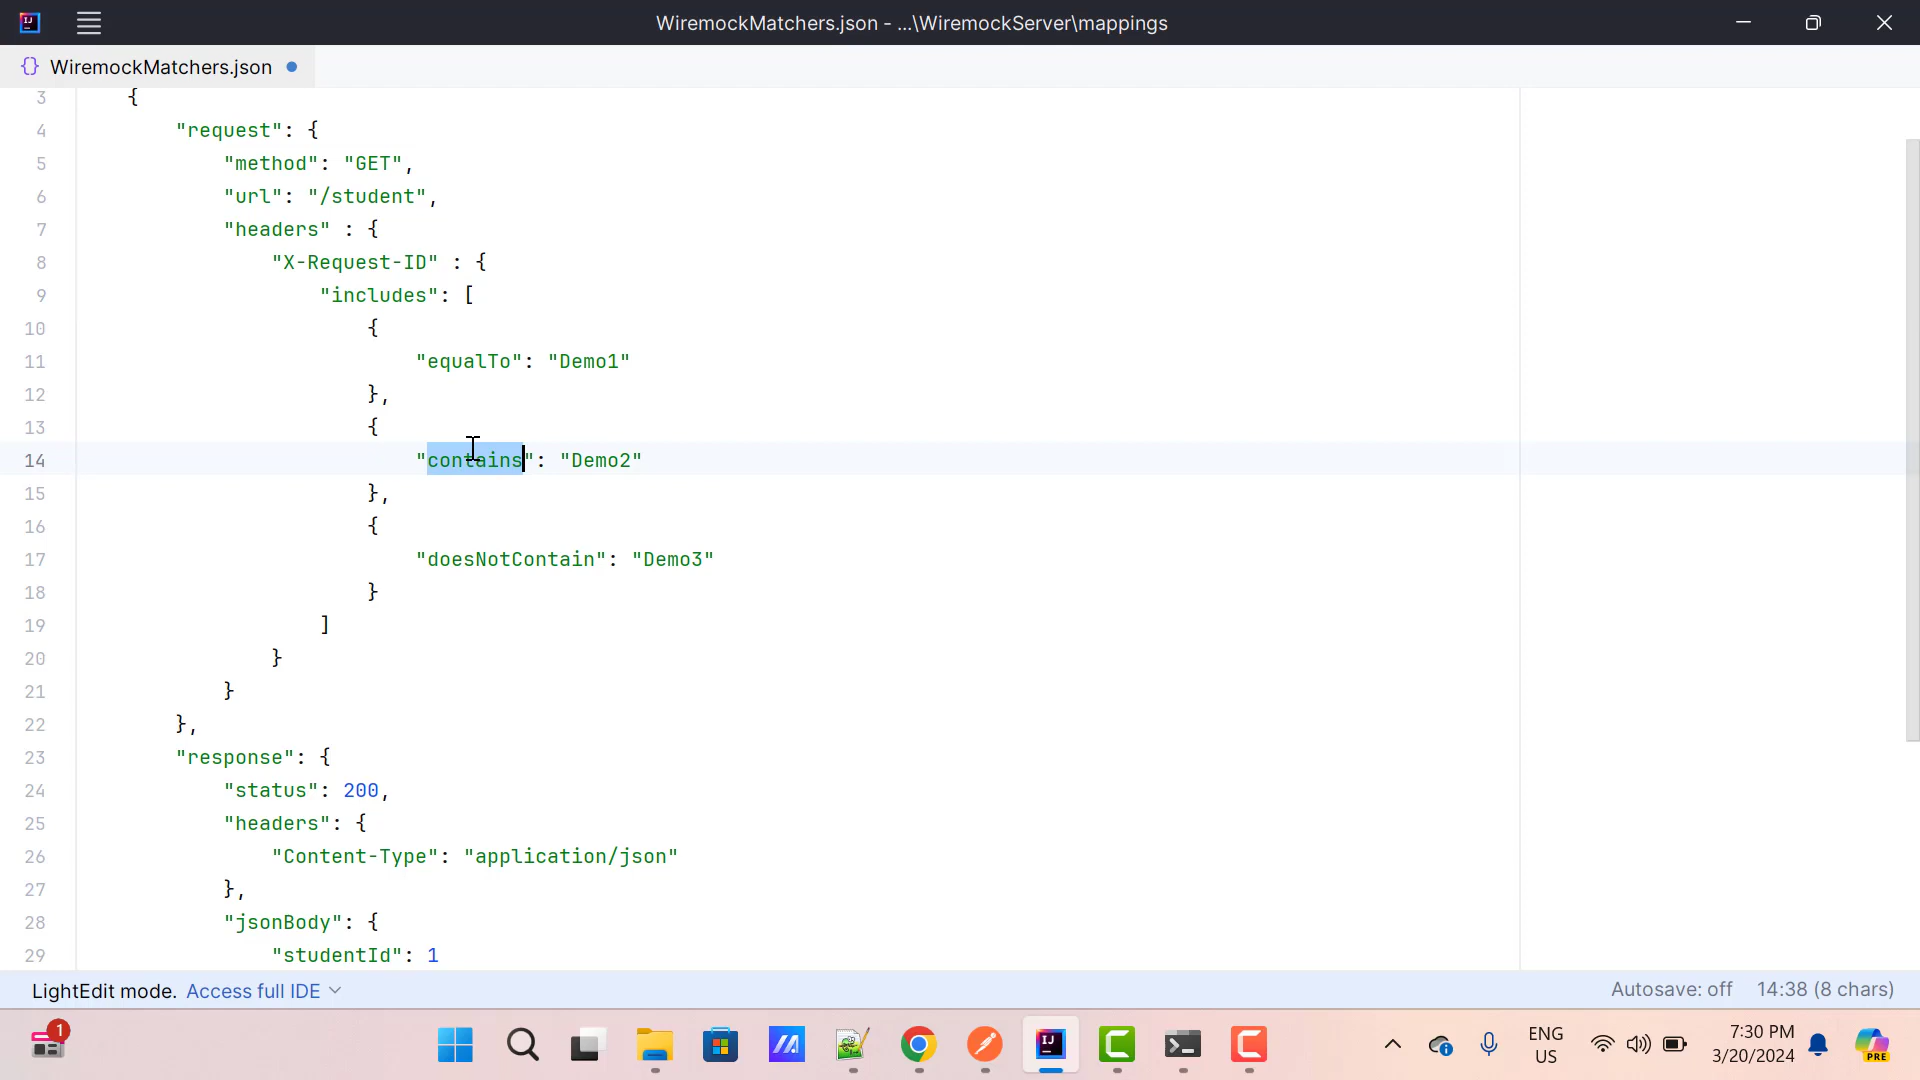 WiremockMatchers.json - ...\WiremockServer\mappings
WiremockMatchers.json
3 {
4 "request": {
5 "method": "GET",
6 "url": "/student",
7 "headers" : {
8 "X-Request-ID" : {
9 "includes": [
10 {
11 "equalTo": "Demo1"
12 },
13 {
14 "contains": "Demo2"
15 },
16 {
17 "doesNotContain": "Demo3"
18 }
19 ]
20 }
21 }
22 },
23 "response": {
24 "status": 200,
25 "headers": {
26 "Content-Type": "application/json"
27 },
28 "jsonBody": {
29 "studentId": 1
LightEdit mode. Access full IDE
Autosave: off 14:38 (8 chars)
1
ENG
US
7:30 PM
3/20/2024
PRE